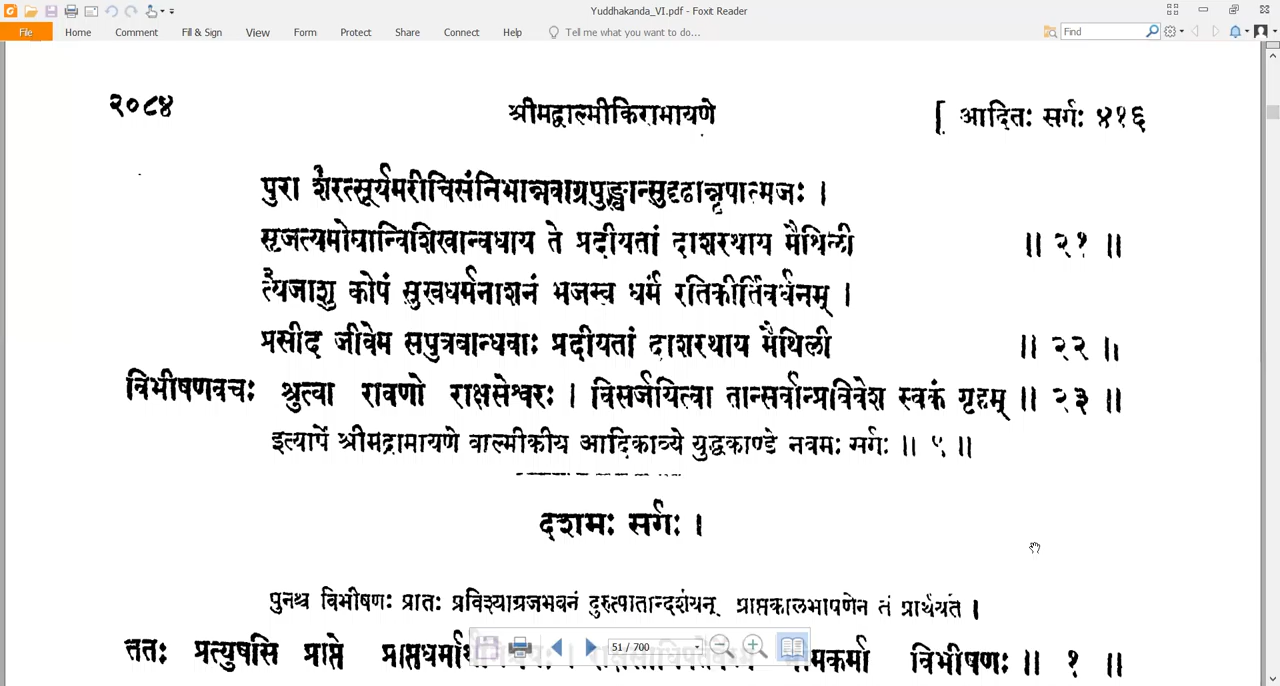 Yuddhakanda_VI.pdf - Foxit Reader
File Home Comment Fill & Sign View Form Protect Share Connect Help Tell me what you want to do... Find
२०८४ श्रीमद्वाल्मीकिरामायणे [ आदितः सर्गः ४१६
पुरा शरत्सूर्यमरीचिसंनिभान्नवाग्रपुङ्खान्सुदृढान्नृपात्मजः ।
सृजत्यमोघान्विशिखान्वधाय ते प्रदीयतां दाशरथाय मैथिली ॥ २१ ॥
त्यजाशु कोपं सुखधर्मनाशनं भजस्व धर्मं रतिकीर्तिवर्धनम् ।
प्रसीद जीवेम सपुत्रबान्धवाः प्रदीयतां दाशरथाय मैथिली ॥ २२ ॥
विभीषणवचः श्रुत्वा रावणो राक्षसेश्वरः । विसर्जयित्वा तान्सर्वान्प्रविवेश स्वकं गृहम् ॥ २३ ॥
इत्यार्षे श्रीमद्रामायणे वाल्मीकीय आदिकाव्ये युद्धकाण्डे नवमः सर्गः ॥ ९ ॥
दशमः सर्गः ।
पुनश्च विभीषणः प्रातः प्रविश्याग्रजभवनं दुरुत्पातान्दर्शयन् प्राप्तकालभाषणेन तं प्रार्थयते ।
51 / 700
ततः प्रत्युषसि प्राप्ते विभीषणः ॥ १ ॥